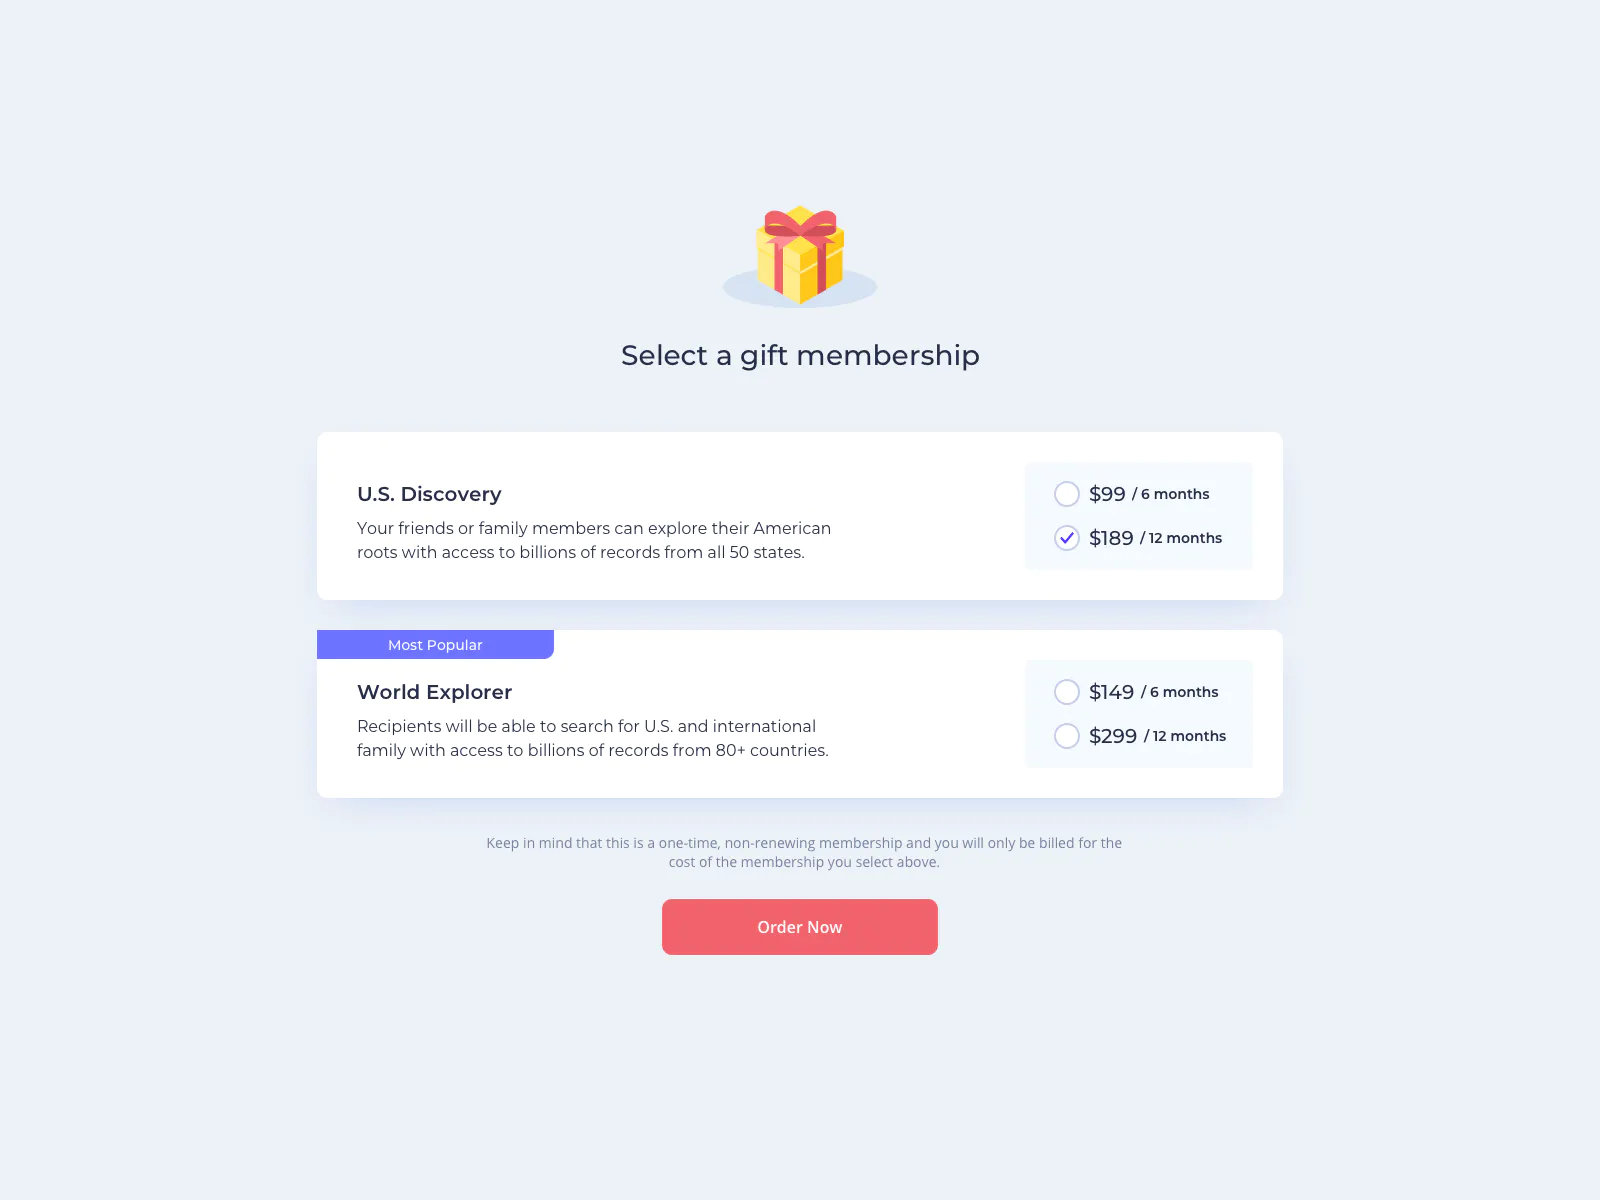 Select a gift membership
U.S. Discovery
Your friends or family members can explore their American
roots with access to billions of records from all 50 states.
$99 / 6 months
$189 / 12 months
Most Popular
World Explorer
Recipients will be able to search for U.S. and international
family with access to billions of records from 80+ countries.
$149 / 6 months
$299 / 12 months
Keep in mind that this is a one-time, non-renewing membership and you will only be billed for the
cost of the membership you select above.
Order Now